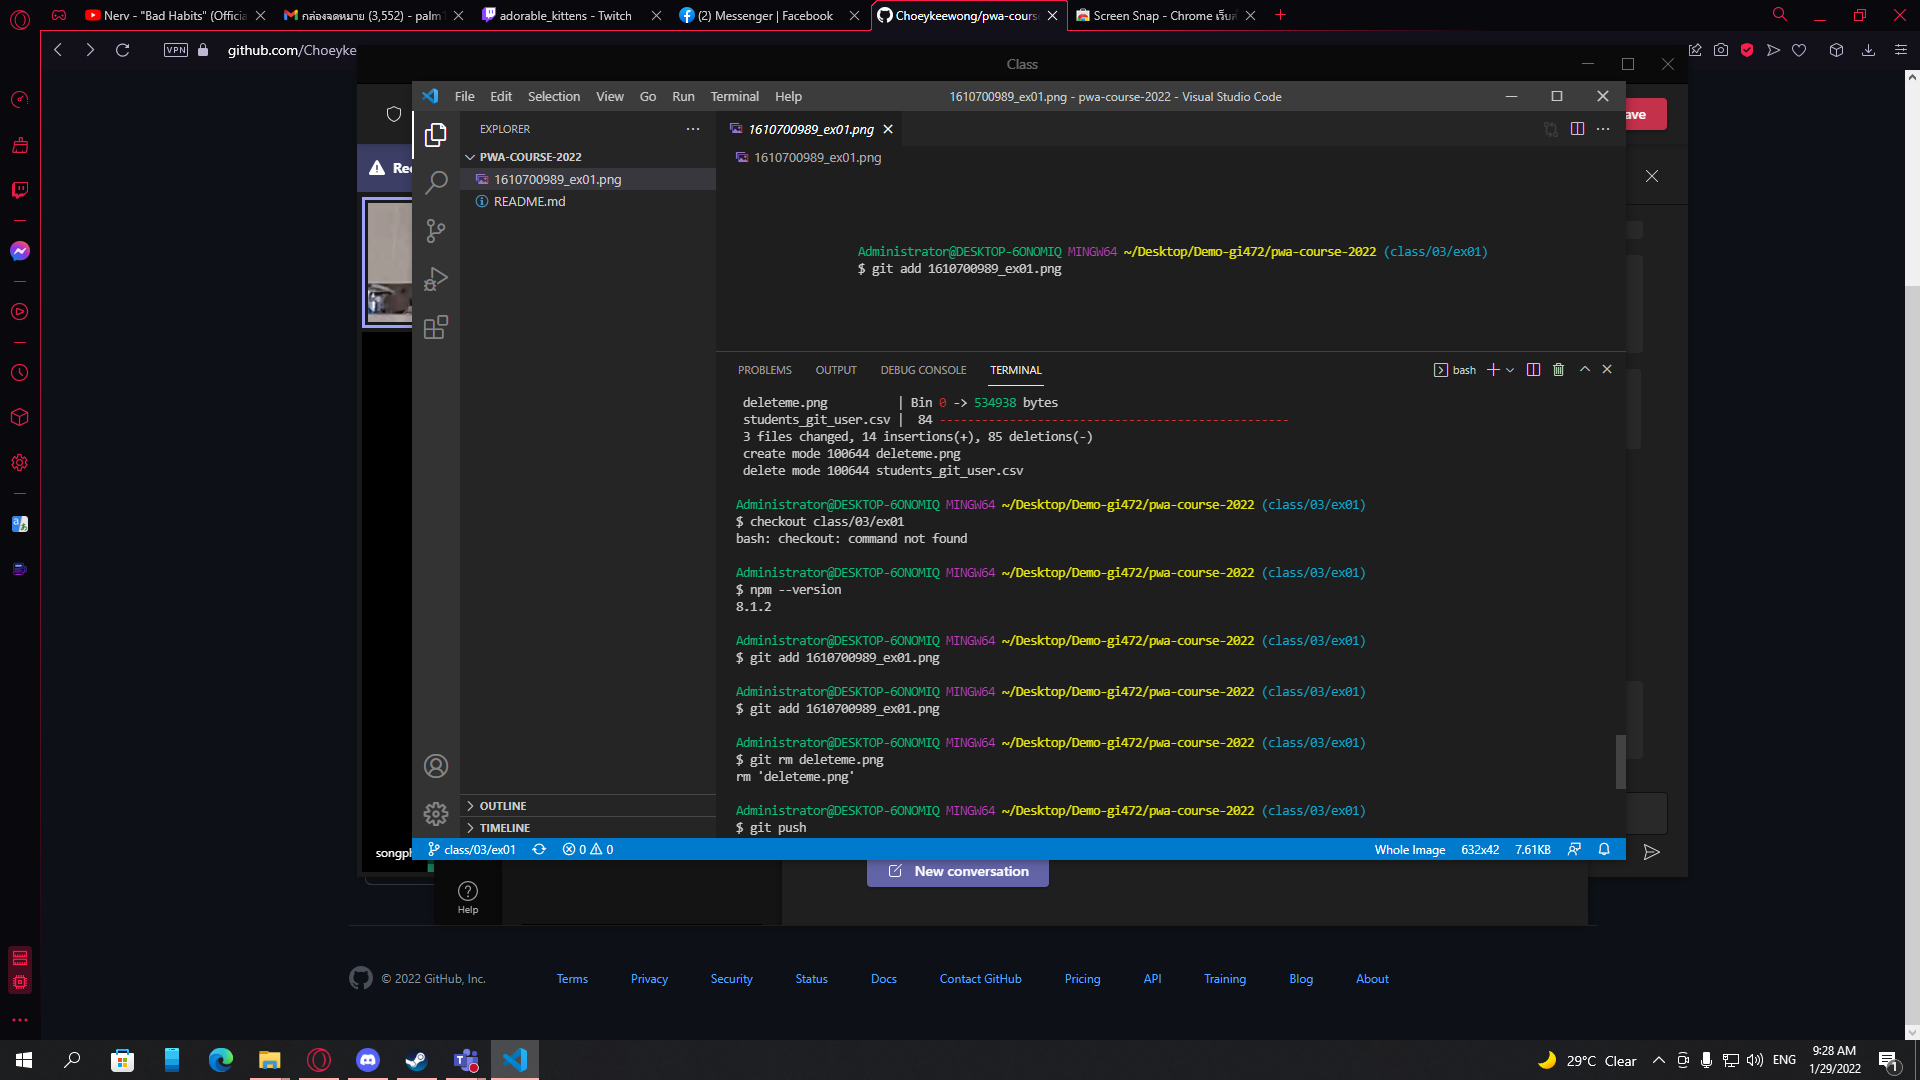 Nerv - "Bad Habits" (Officia
กล่องจดหมาย (3,552) - palm1
adorable_kittens - Twitch
(2) Messenger | Facebook
Choeykeewong/pwa-cours
Screen Snap - Chrome เว็บส
VPN
github.com/Choeyke
Class
File Edit Selection View Go Run Terminal Help
1610700989_ex01.png - pwa-course-2022 - Visual Studio Code
ave
Rec
EXPLORER
PWA-COURSE-2022
1610700989_ex01.png
README.md
1610700989_ex01.png
1610700989_ex01.png
Administrator@DESKTOP-6ONOMIQ MINGW64 ~/Desktop/Demo-gi472/pwa-course-2022 (class/03/ex01)
$ git add 1610700989_ex01.png
PROBLEMS OUTPUT DEBUG CONSOLE TERMINAL
bash
deleteme.png | Bin 0 -> 534938 bytes
students_git_user.csv | 84 --------------------------------------------------
3 files changed, 14 insertions(+), 85 deletions(-)
create mode 100644 deleteme.png
delete mode 100644 students_git_user.csv
Administrator@DESKTOP-6ONOMIQ MINGW64 ~/Desktop/Demo-gi472/pwa-course-2022 (class/03/ex01)
$ checkout class/03/ex01
bash: checkout: command not found
Administrator@DESKTOP-6ONOMIQ MINGW64 ~/Desktop/Demo-gi472/pwa-course-2022 (class/03/ex01)
$ npm --version
8.1.2
Administrator@DESKTOP-6ONOMIQ MINGW64 ~/Desktop/Demo-gi472/pwa-course-2022 (class/03/ex01)
$ git add 1610700989_ex01.png
Administrator@DESKTOP-6ONOMIQ MINGW64 ~/Desktop/Demo-gi472/pwa-course-2022 (class/03/ex01)
$ git add 1610700989_ex01.png
Administrator@DESKTOP-6ONOMIQ MINGW64 ~/Desktop/Demo-gi472/pwa-course-2022 (class/03/ex01)
$ git rm deleteme.png
rm 'deleteme.png'
Administrator@DESKTOP-6ONOMIQ MINGW64 ~/Desktop/Demo-gi472/pwa-course-2022 (class/03/ex01)
$ git push
OUTLINE
TIMELINE
songph
class/03/ex01 0 0
Whole Image 632x42 7.61KB
New conversation
Help
© 2022 GitHub, Inc. Terms Privacy Security Status Docs Contact GitHub Pricing API Training Blog About
29°C Clear
ENG
9:28 AM
1/29/2022
1